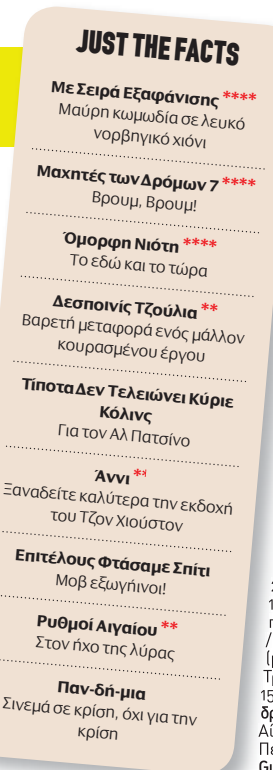 JUST THE FACTS
Με Σειρά Εξαφάνισης ****
Μαύρη κωμωδία σε λευκό
νορβηγικό χιόνι
Μαχητές των Δρόμων 7 ****
Βρουμ, Βρουμ!
Όμορφη Νιότη ****
Το εδώ και το τώρα
Δεσποινίς Τζούλια **
Βαρετή μεταφορά ενός μάλλον
κουρασμένου έργου
Τίποτα Δεν Τελειώνει Κύριε
Κόλινς
Για τον Αλ Πατσίνο
Άννι **
Ξαναδείτε καλύτερα την εκδοχή
του Τζον Χιούστον
Επιτέλους Φτάσαμε Σπίτι
Μοβ εξωγήινοι!
Ρυθμοί Αιγαίου **
Στον ήχο της λύρας
Παν-δή-μια
Σινεμά σε κρίση, όχι για την
κρίση